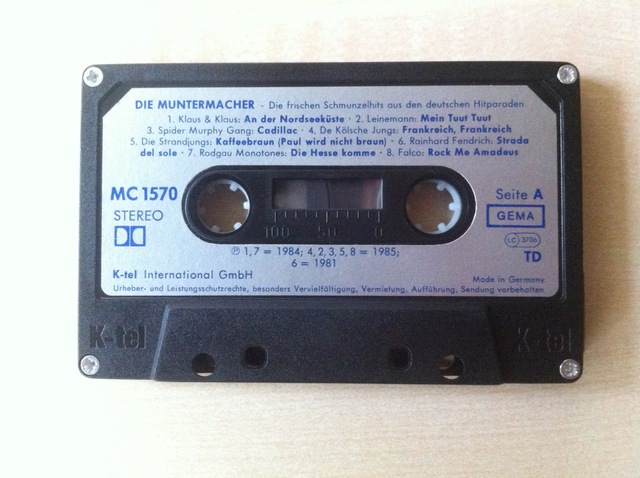 DIE MUNTERMACHER - Die frischen Schmunzelhits aus den deutschen Hitparaden
1. Klaus & Klaus: An der Nordseeküste · 2. Leinemann: Mein Tuut Tuut
3. Spider Murphy Gang: Cadillac · 4. De Kölsche Jungs: Frankreich, Frankreich
5. Die Strandjungs: Kaffeebraun (Paul wird nicht braun) · 6. Rainhard Fendrich: Strada
del sole · 7. Rodgau Monotones: Die Hesse komme · 8. Falco: Rock Me Amadeus
MC 1570
STEREO
Seite A
GEMA
LC 3706
TD
100 50 0
℗ 1,7 = 1984; 4,2,3,5,8 = 1985;
6 = 1981
K-tel International GmbH
Made in Germany
Urheber- und Leistungsschutzrechte, besonders Vervielfältigung, Vermietung, Aufführung, Sendung vorbehalten
K-tel K-tel